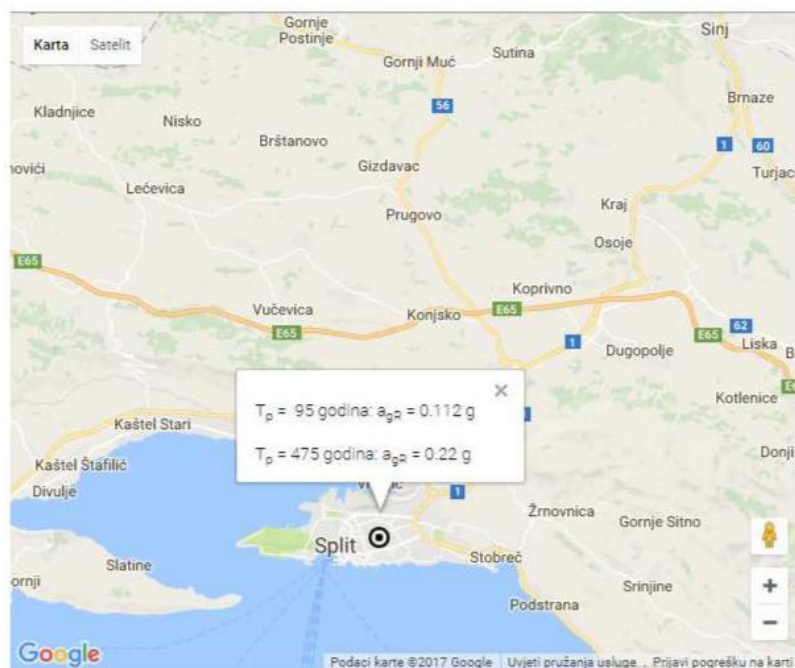 Karta Satelit
Gornje
Postinje
Gornji Muć
Sutina
Sinj
Kladnjice
Nisko
56
Brnaze
Brštanovo
1
60
novići
Gizdavac
Turjac
Lećevica
Prugovo
Kraj
Osoje
E65
Koprivno
Vučevica
Konjsko
E65
E65
1
62
E65
Liska
Dugopolje
Kotlenice
Kaštel Stari
T_p = 95 godina: a_gR = 0.112 g
T_p = 475 godina: a_gR = 0.22 g
Kaštel Štafilić
Donji
Divulje
1
Žrnovnica
Gornje Sitno
Split
Slatine
Stobreč
ornji
Srinjine
Podstrana
Google
Podaci karte ©2017 Google Uvjeti pružanja usluge Prijavi pogrešku na karti